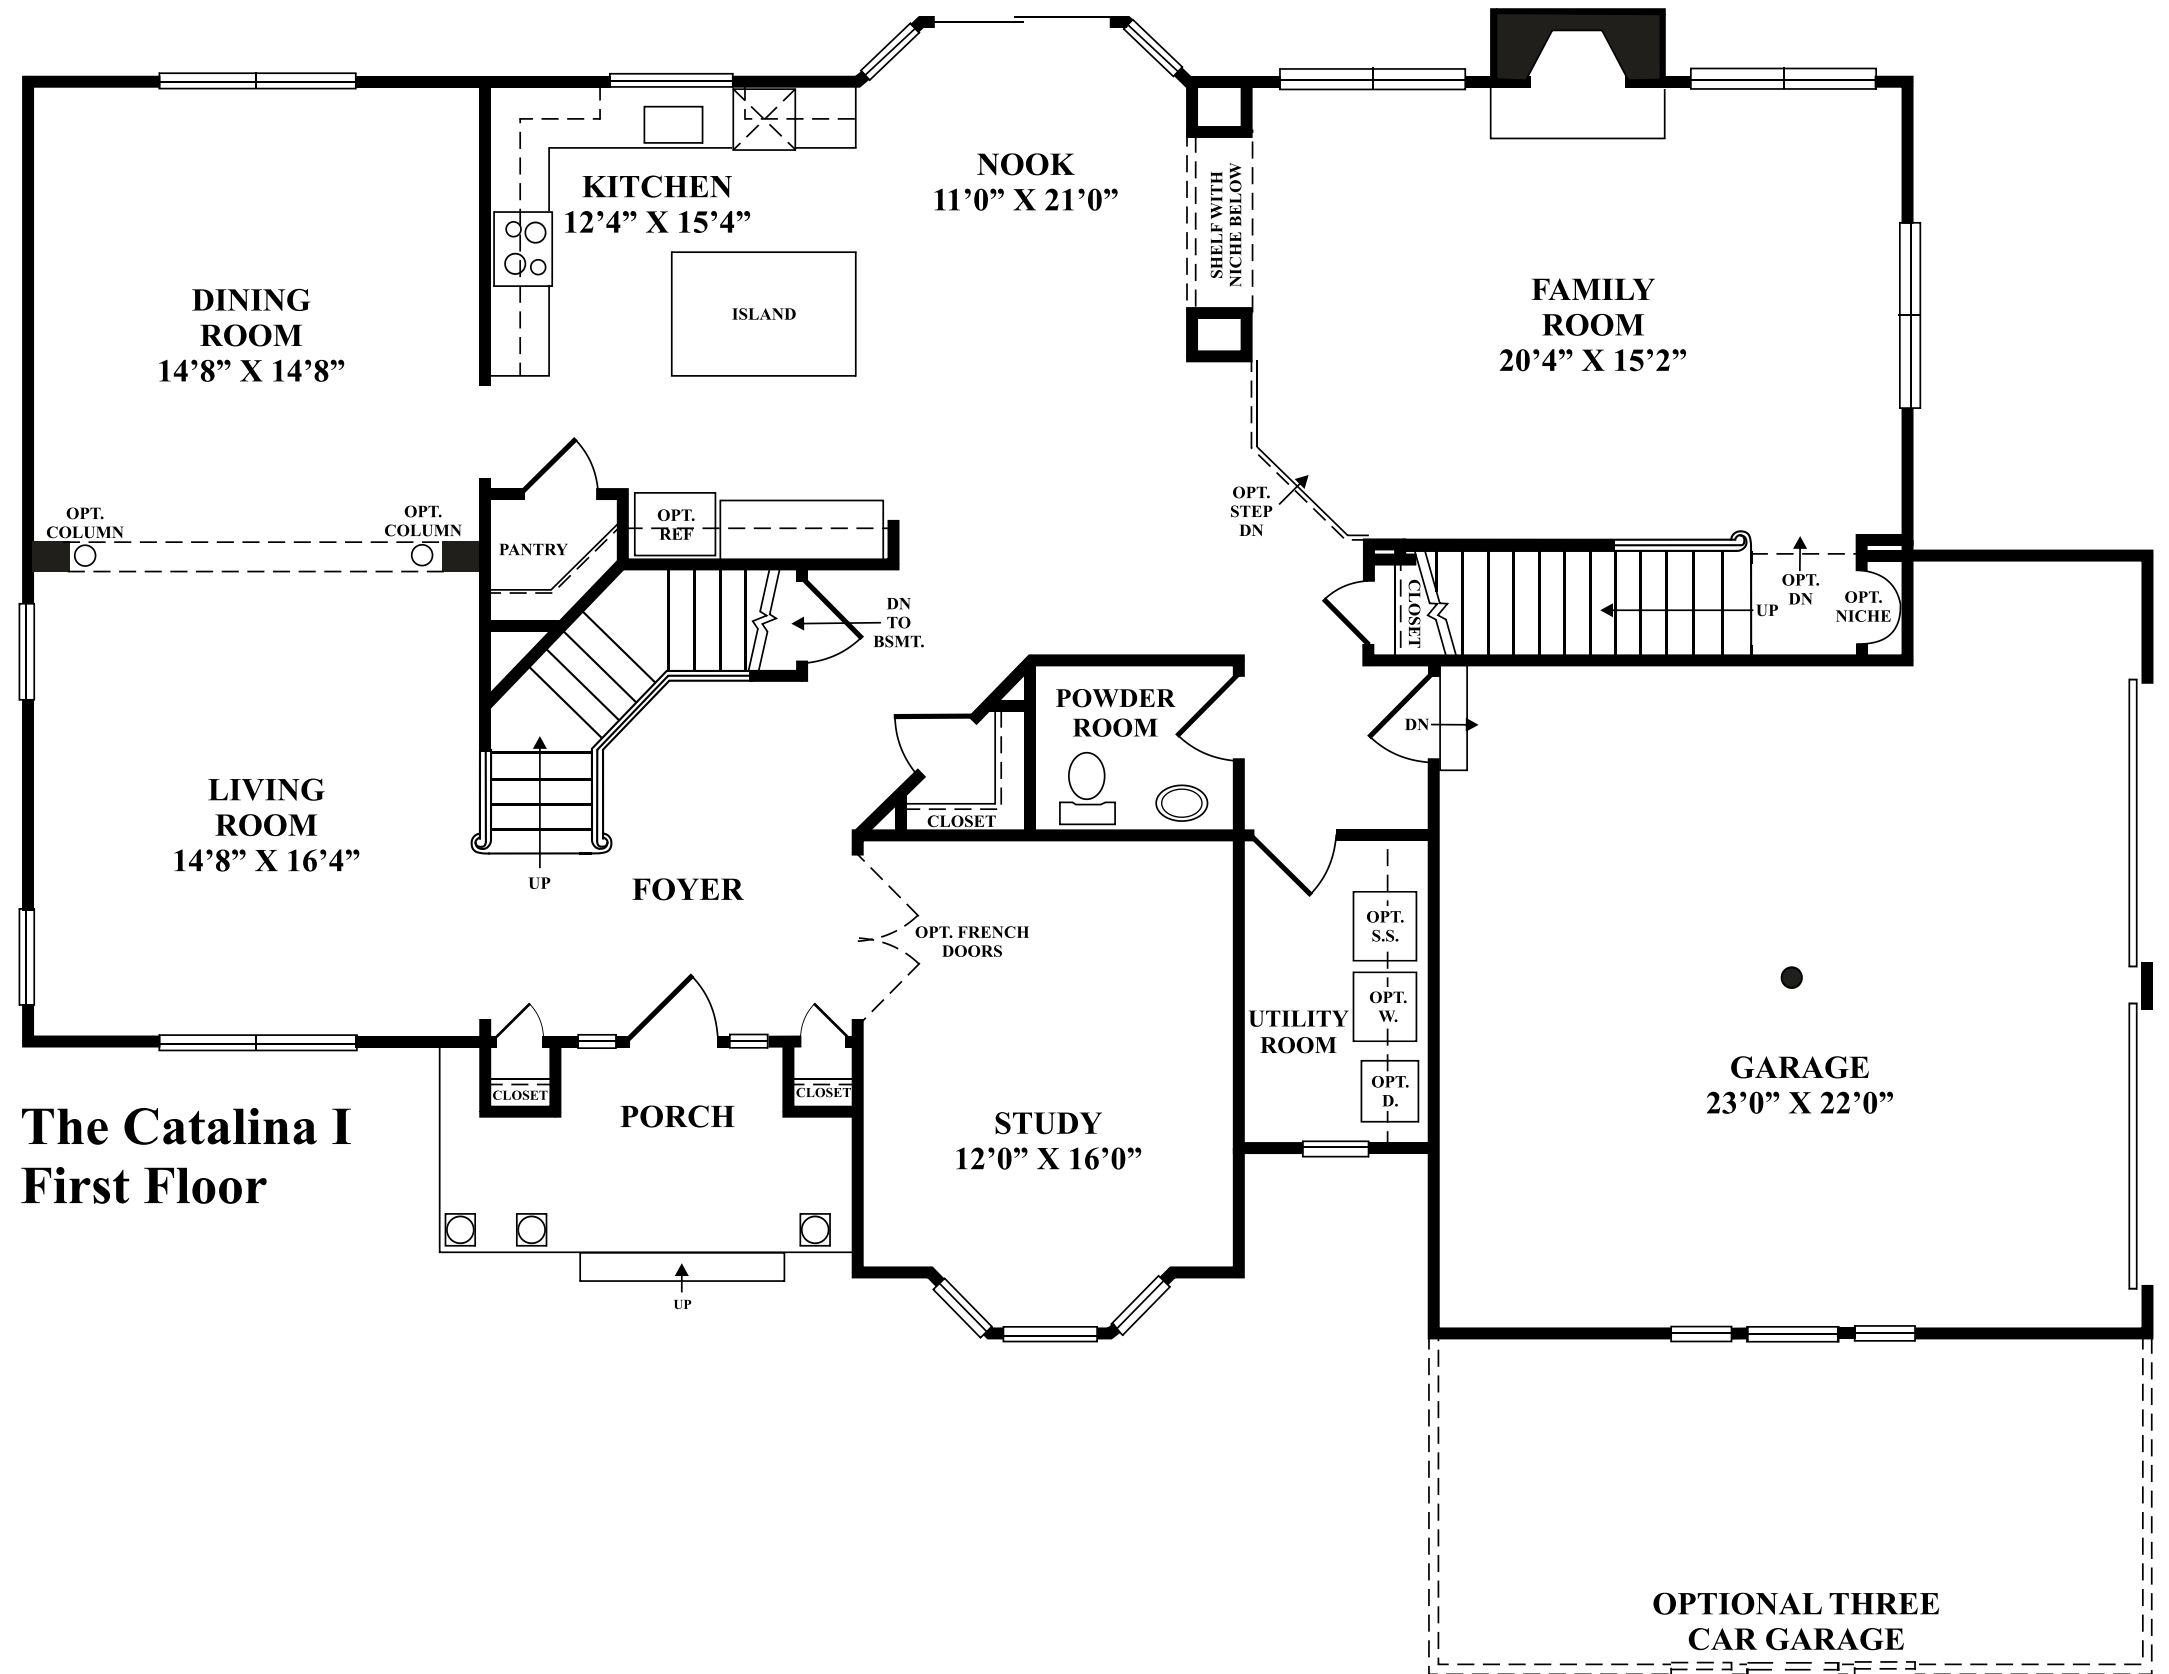 NOOK
11’0” X 21’0”
KITCHEN
12’4” X 15’4”
SHELF WITH
NICHE BELOW
DINING
ROOM
14’8” X 14’8”
ISLAND
FAMILY
ROOM
20’4” X 15’2”
OPT.
COLUMN
OPT.
COLUMN
PANTRY
OPT.
REF
OPT.
STEP
DN
DN
TO
BSMT.
CLOSET
UP
OPT.
DN
OPT.
NICHE
POWDER
ROOM
DN
LIVING
ROOM
14’8” X 16’4”
UP
CLOSET
FOYER
OPT. FRENCH
DOORS
OPT.
S.S.
OPT.
W.
OPT.
D.
UTILITY
ROOM
GARAGE
23’0” X 22’0”
CLOSET
CLOSET
PORCH
STUDY
12’0” X 16’0”
The Catalina I
First Floor
UP
OPTIONAL THREE
CAR GARAGE